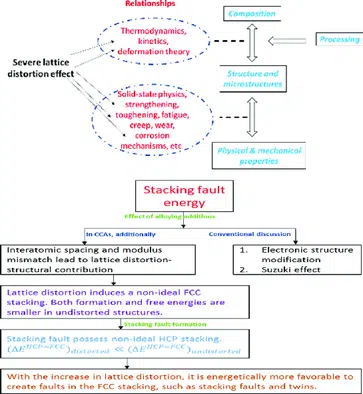 Relationships
Composition
Thermodynamics,
kinetics,
deformation theory
Processing
Severe lattice
distortion effect
Structure and
microstructures
Solid-state physics,
strengthening,
toughening, fatigue,
creep, wear,
corrosion
mechanisms, etc
Physical & mechanical
properties
Stacking fault
energy
Effect of alloying additions
In CCAs, additionally
Conventional discussion
Interatomic spacing and modulus
mismatch lead to lattice distortion-
structural contribution
1. Electronic structure
modification
2. Suzuki effect
Lattice distortion induces a non-ideal FCC
stacking. Both formation and free energies are
smaller in undistorted structures.
Stacking fault formation
Stacking fault possess non-ideal HCP stacking.
(ΔE^{HCP−FCC})_{distorted} ≪ (ΔE^{HCP−FCC})_{undistorted}
With the increase in lattice distortion, it is energetically more favorable to
create faults in the FCC stacking, such as stacking faults and twins.